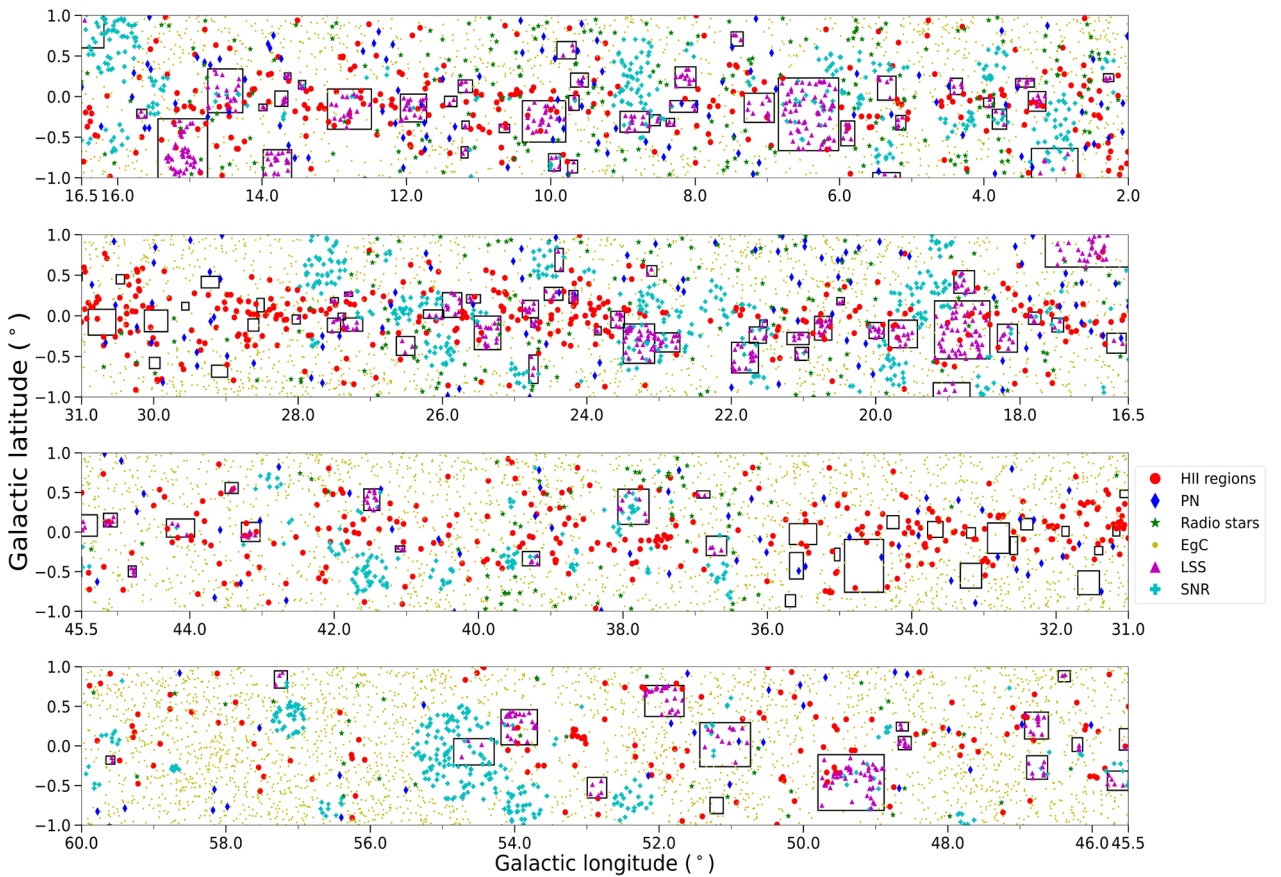 1.0
0.5
0.0
−0.5
−1.0
16.5 16.0 14.0 12.0 10.0 8.0 6.0 4.0 2.0
1.0
0.5
0.0
−0.5
−1.0
31.0 30.0 28.0 26.0 24.0 22.0 20.0 18.0 16.5
Galactic latitude (°)
1.0
0.5
0.0
−0.5
−1.0
45.5 44.0 42.0 40.0 38.0 36.0 34.0 32.0 31.0
HII regions
PN
Radio stars
EgC
LSS
SNR
1.0
0.5
0.0
−0.5
−1.0
60.0 58.0 56.0 54.0 52.0 50.0 48.0 46.0 45.5
Galactic longitude (°)